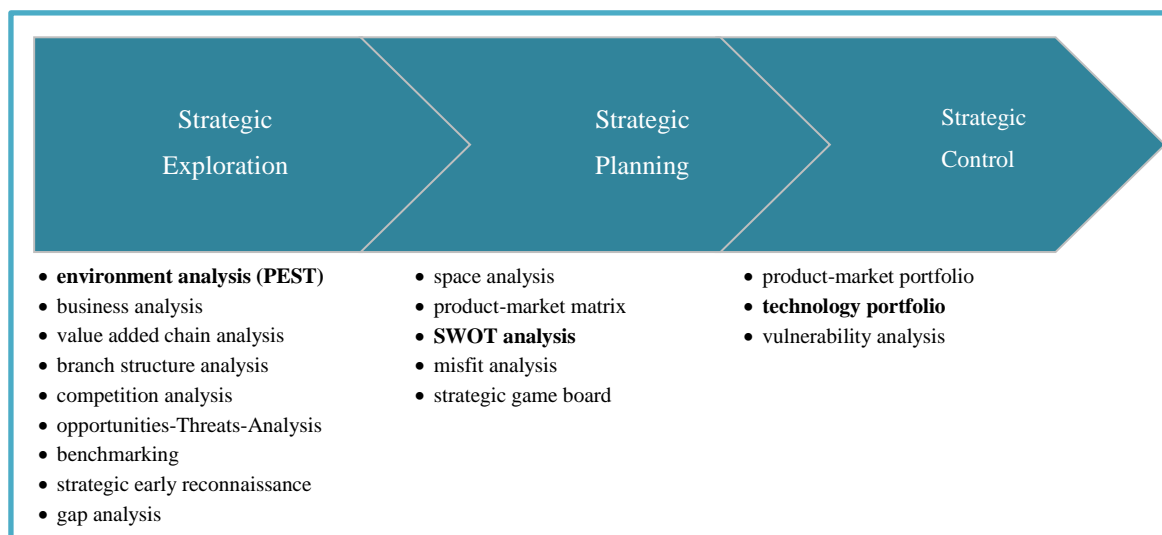 Strategic
Exploration
Strategic
Planning
Strategic
Control
• environment analysis (PEST)
• business analysis
• value added chain analysis
• branch structure analysis
• competition analysis
• opportunities-Threats-Analysis
• benchmarking
• strategic early reconnaissance
• gap analysis
• space analysis
• product-market matrix
• SWOT analysis
• misfit analysis
• strategic game board
• product-market portfolio
• technology portfolio
• vulnerability analysis